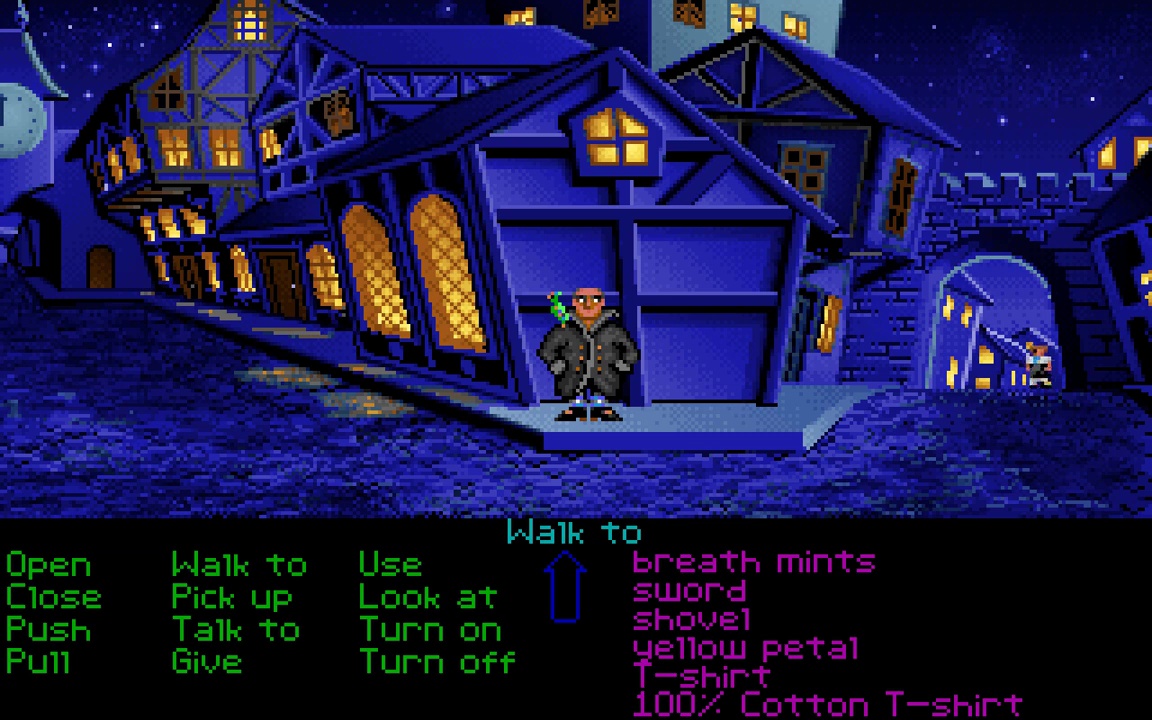 Walk to
Open Walk to Use
Close Pick up Look at
Push Talk to Turn on
Pull Give Turn off
breath mints
sword
shovel
yellow petal
T-shirt
100% Cotton T-shirt